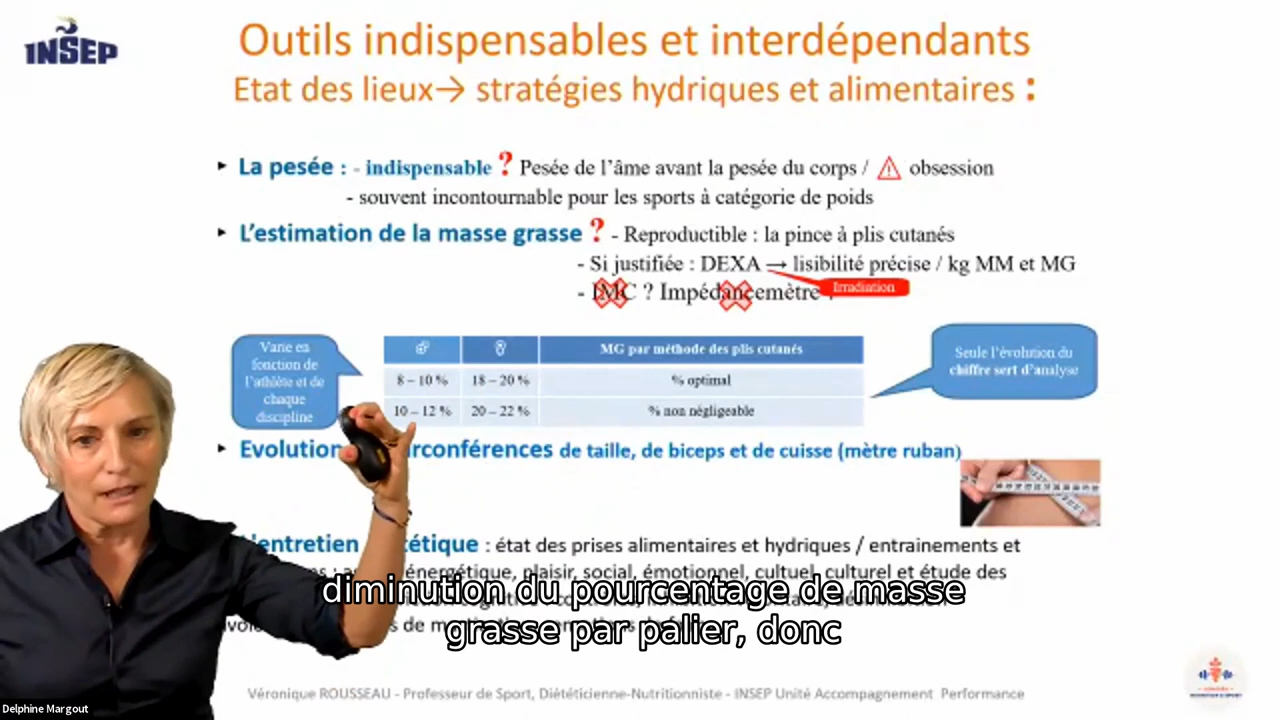 INSEP
Outils indispensables et interdépendants
Etat des lieux→ stratégies hydriques et alimentaires :
► La pesée : - indispensable ? Pesée de l’âme avant la pesée du corps / obsession
- souvent incontournable pour les sports à catégorie de poids
► L’estimation de la masse grasse ? - Reproductible : la pince à plis cutanés
- Si justifiée : DEXA → lisibilité précise / kg MM et MG
- IMC ? Impédancemètre
Irradiation
Varie en
fonction de
l’athlète et de
chaque
discipline
MG par méthode des plis cutanés
8 – 10 % 18 – 20 % % optimal
10 – 12 % 20 – 22 % % non négligeable
Seule l’évolution du
chiffre sert d’analyse
► Evolution circonférences de taille, de biceps et de cuisse (mètre ruban)
L’entretien : état des prises alimentaires et hydriques / entrainements et
énergétique, plaisir, social, émotionnel, cultuel, culturel et étude des
diminution du pourcentage de masse
grasse par palier, donc
Véronique ROUSSEAU - Professeur de Sport, Diététicienne-Nutritionniste - INSEP Unité Accompagnement Performance
Delphine Margout